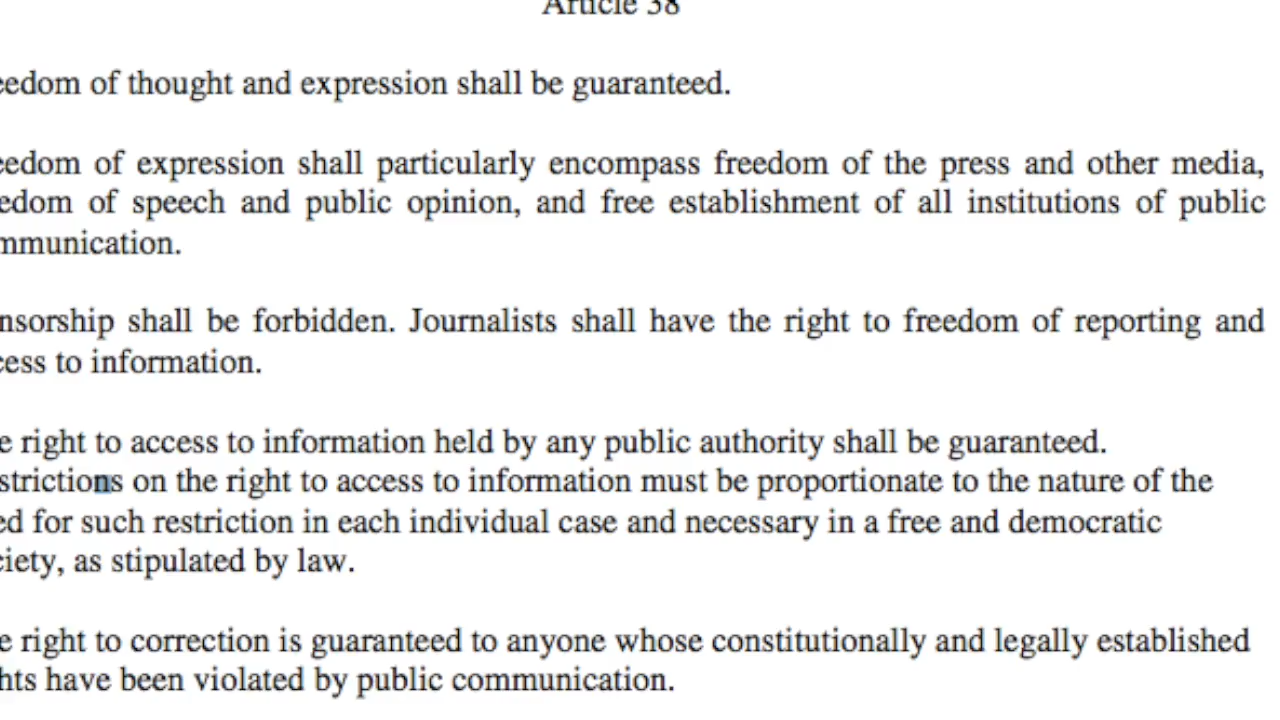 Article 38
eedom of thought and expression shall be guaranteed.
eedom of expression shall particularly encompass freedom of the press and other media,
edom of speech and public opinion, and free establishment of all institutions of public
mmunication.
nsorship shall be forbidden. Journalists shall have the right to freedom of reporting and
cess to information.
e right to access to information held by any public authority shall be guaranteed.
strictions on the right to access to information must be proportionate to the nature of the
ed for such restriction in each individual case and necessary in a free and democratic
ciety, as stipulated by law.
e right to correction is guaranteed to anyone whose constitutionally and legally established
hts have been violated by public communication.